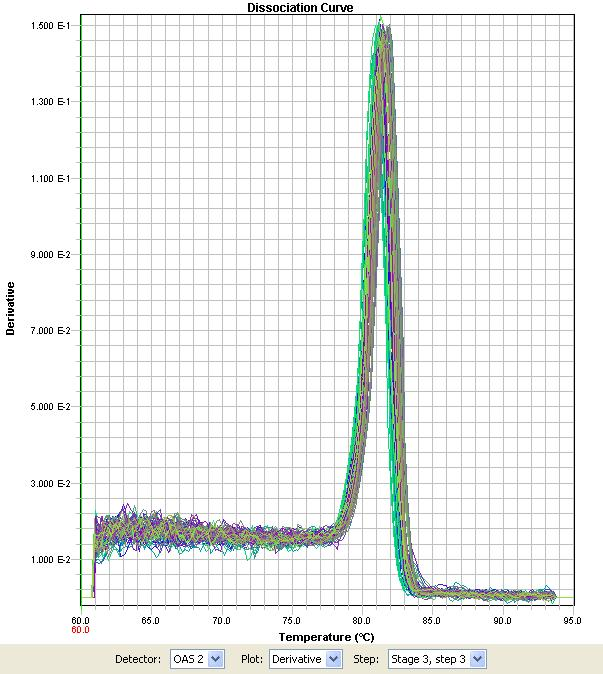 Dissociation Curve
1.500 E-1
1.300 E-1
1.100 E-1
9.000 E-2
7.000 E-2
5.000 E-2
3.000 E-2
1.000 E-2
Derivative
60.0 65.0 70.0 75.0 80.0 85.0 90.0 95.0
60.0
Temperature (°C)
Detector: OAS 2 Plot: Derivative Step: Stage 3, step 3